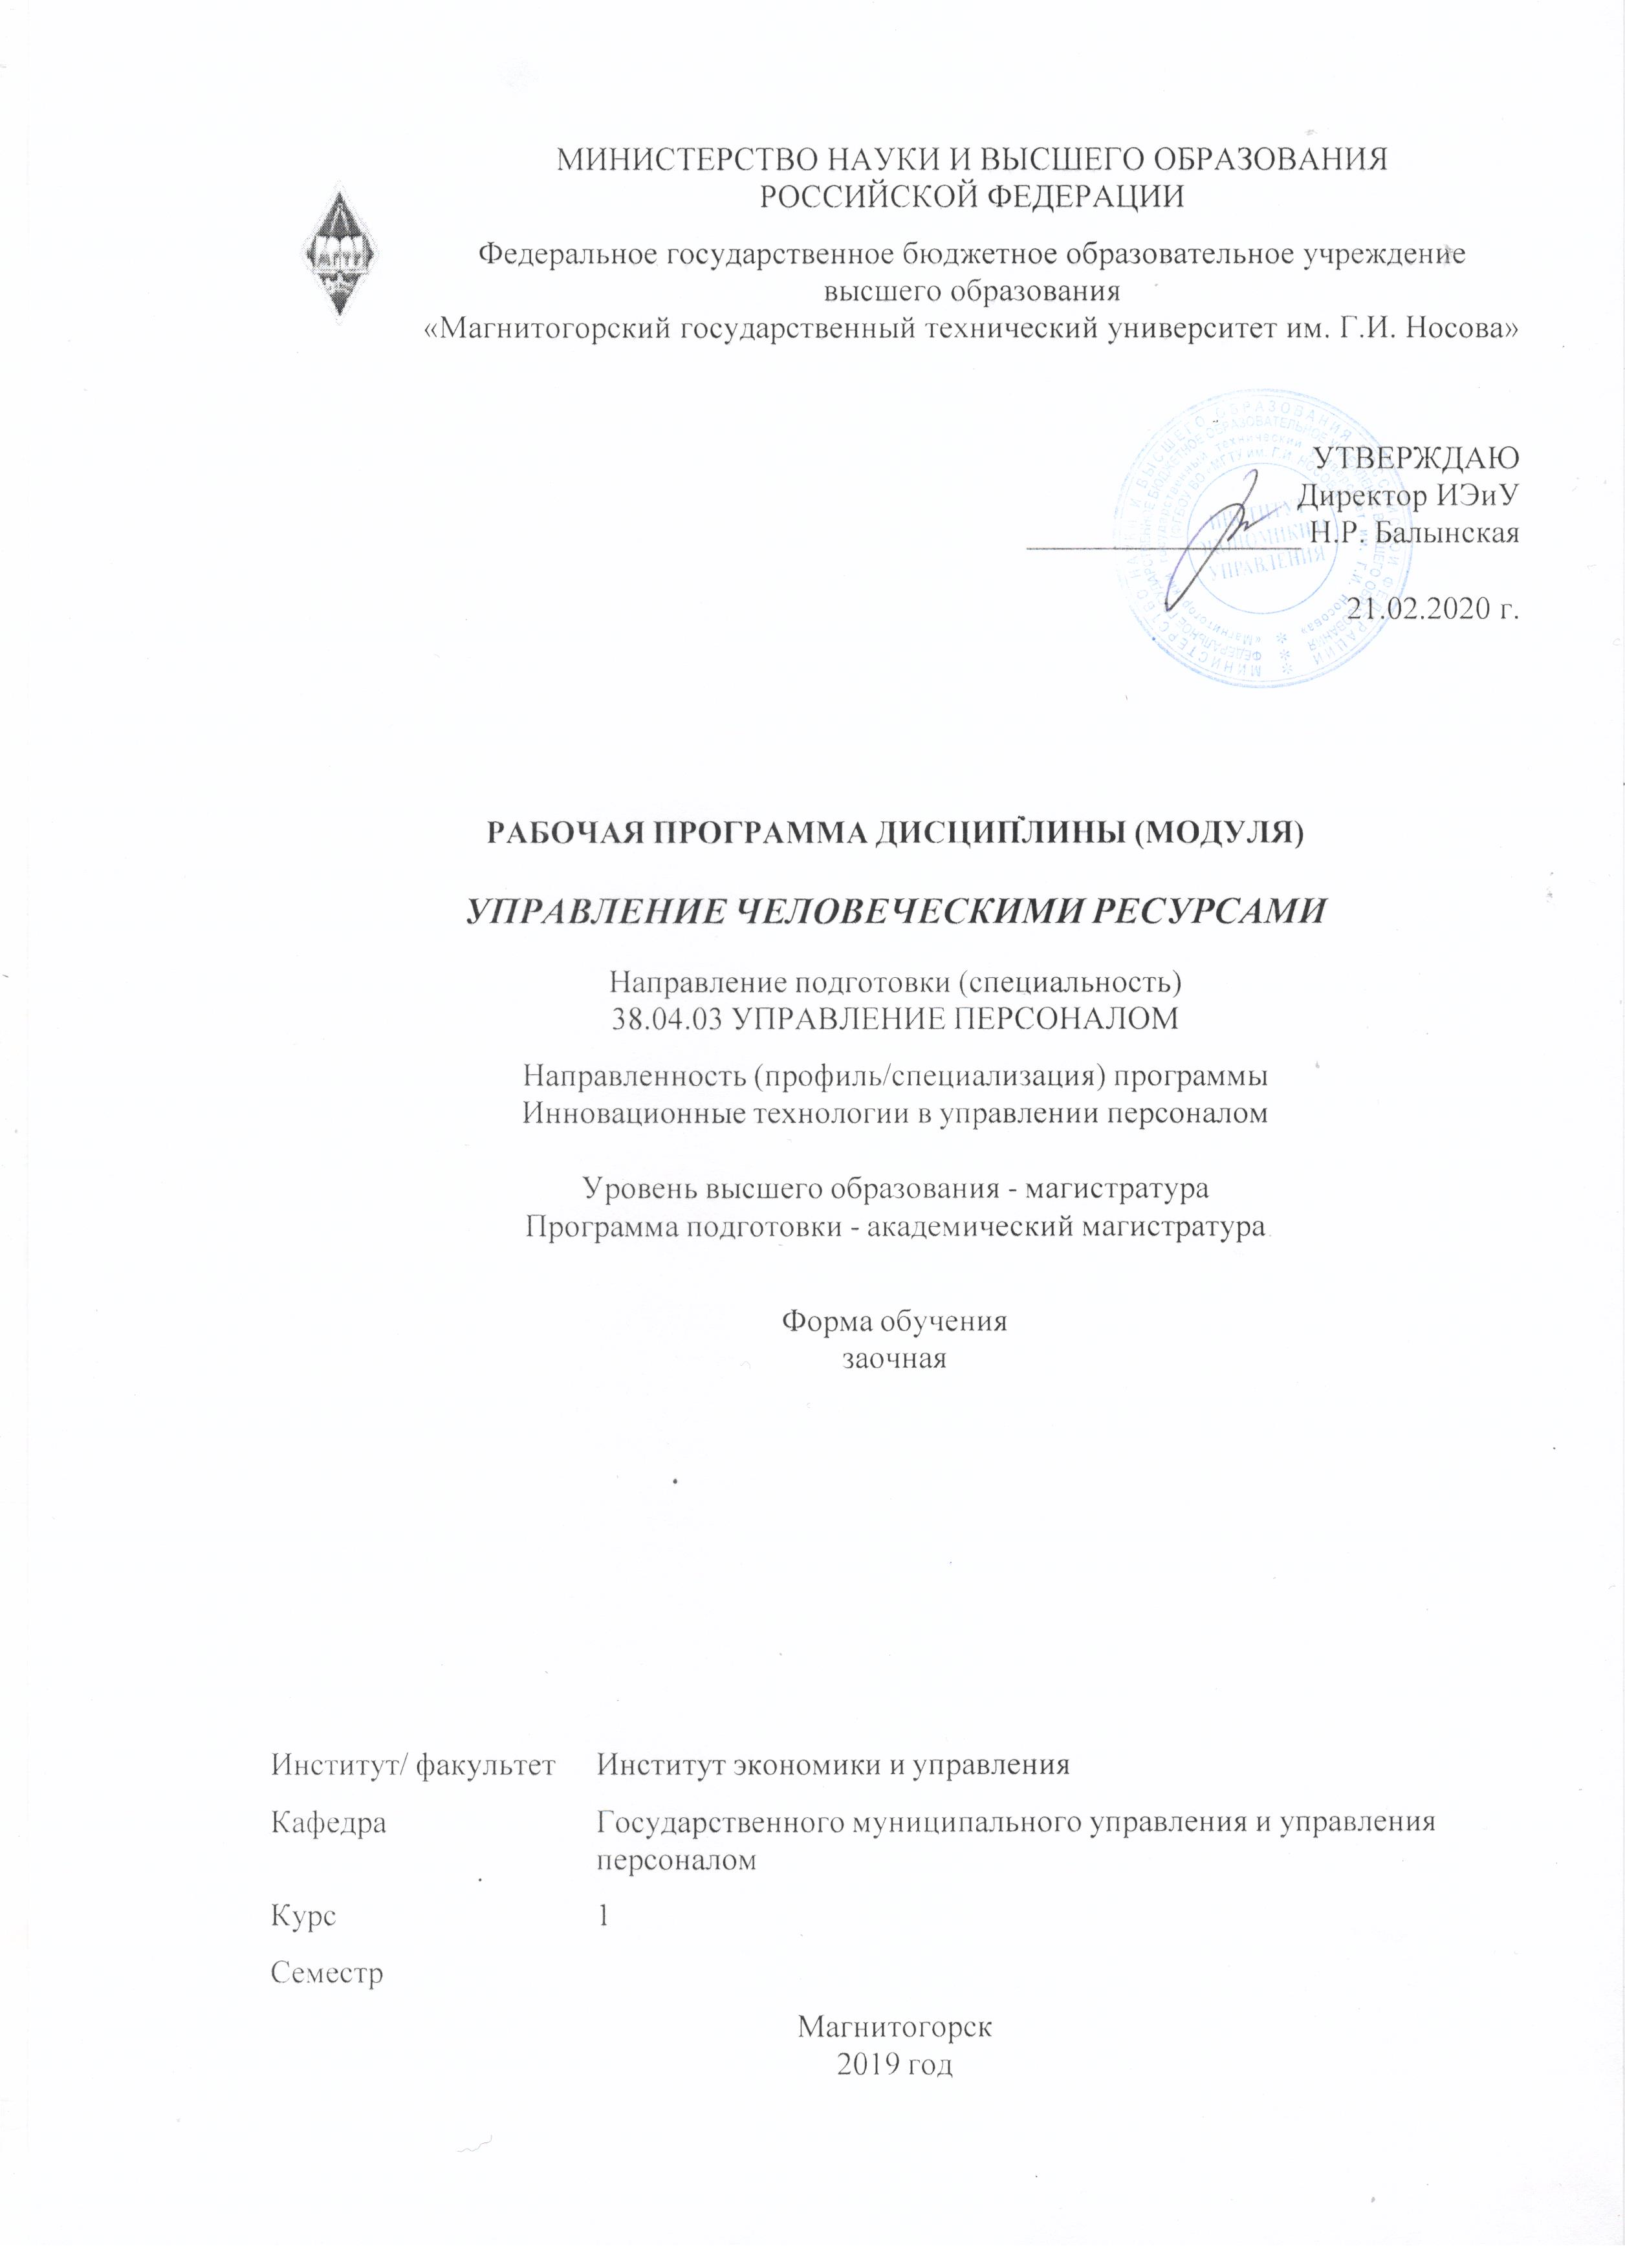 МИНИСТЕРСТВО НАУКИ И ВЫСШЕГО ОБРАЗОВАНИЯ
РОССИЙСКОЙ ФЕДЕРАЦИИ
Федеральное государственное бюджетное образовательное учреждение
высшего образования
«Магнитогорский государственный технический университет им. Г.И. Носова»
МГТУ
УТВЕРЖДАЮ
Директор ИЭиУ
Н.Р. Балынская
21.02.2020 г.
ИНСТИТУТ
ЭКОНОМИКИ И
УПРАВЛЕНИЯ
РАБОЧАЯ ПРОГРАММА ДИСЦИПЛИНЫ (МОДУЛЯ)
УПРАВЛЕНИЕ ЧЕЛОВЕЧЕСКИМИ РЕСУРСАМИ
Направление подготовки (специальность)
38.04.03 УПРАВЛЕНИЕ ПЕРСОНАЛОМ
Направленность (профиль/специализация) программы
Инновационные технологии в управлении персоналом
Уровень высшего образования - магистратура
Программа подготовки - академический магистратура
Форма обучения
заочная
Институт/ факультет Институт экономики и управления
Кафедра Государственного муниципального управления и управления
персоналом
Курс 1
Семестр
Магнитогорск
2019 год